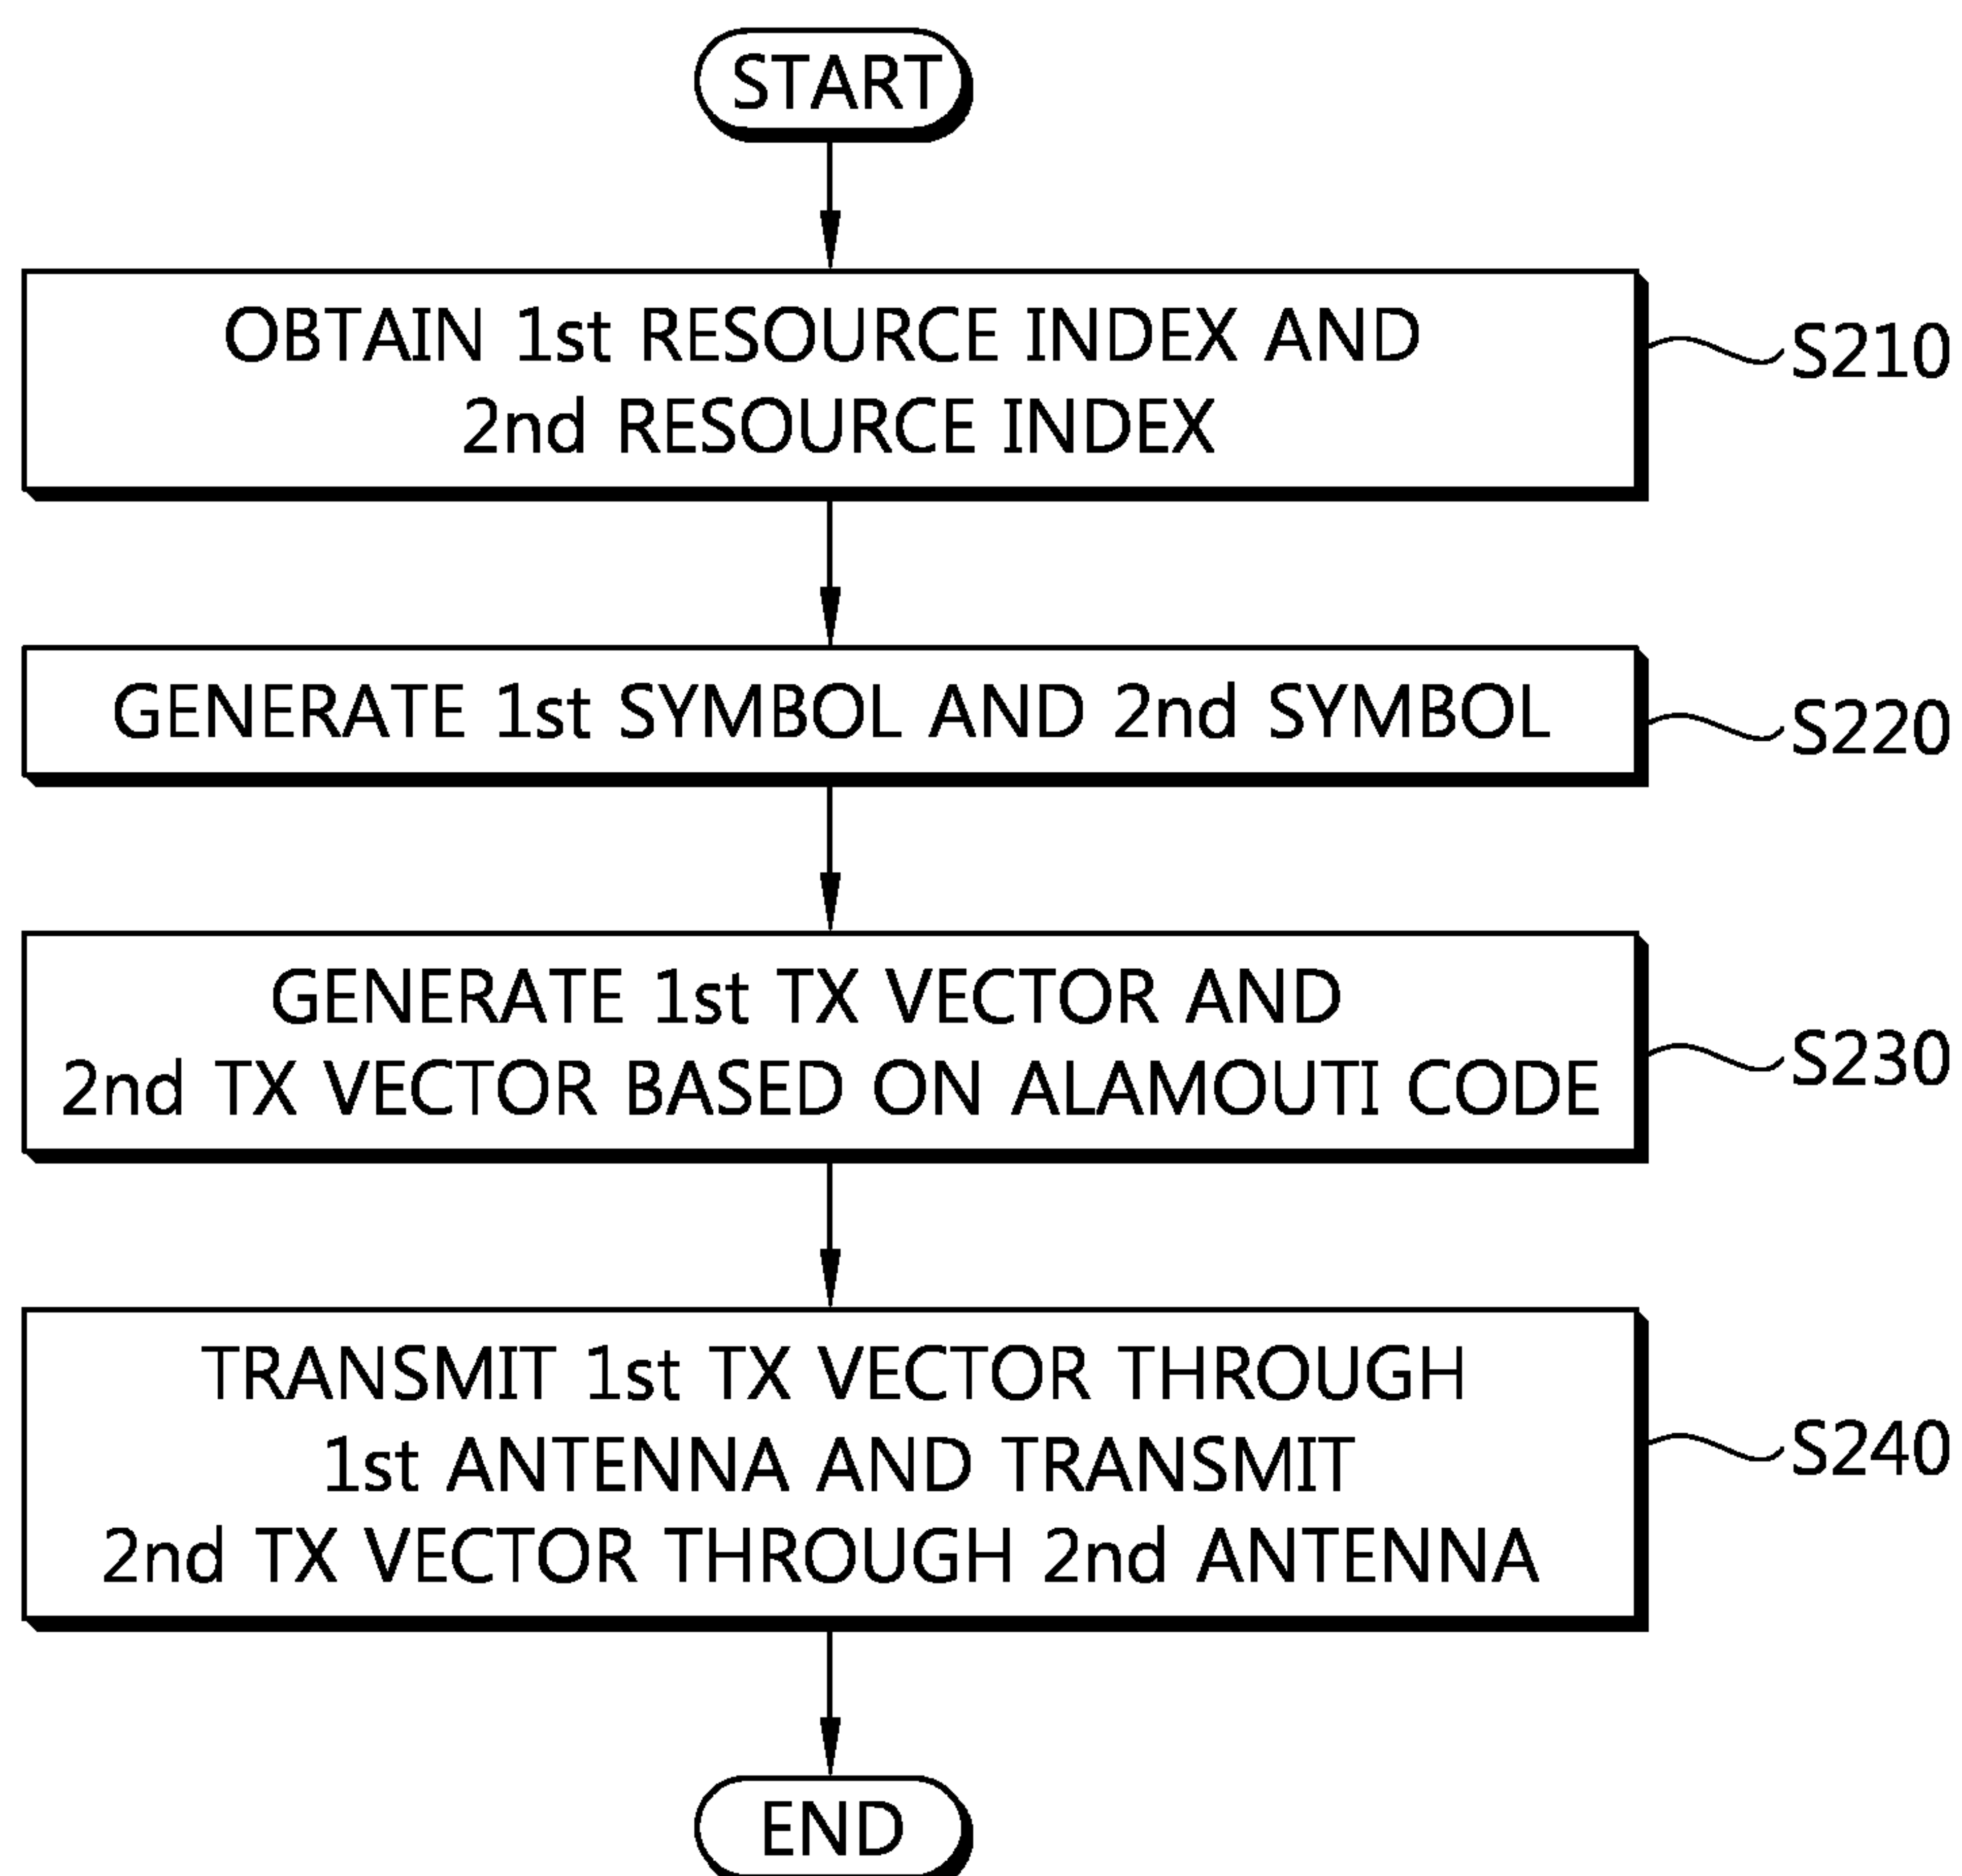 START
OBTAIN 1st RESOURCE INDEX AND
2nd RESOURCE INDEX
S210
GENERATE 1st SYMBOL AND 2nd SYMBOL
S220
GENERATE 1st TX VECTOR AND
2nd TX VECTOR BASED ON ALAMOUTI CODE
S230
TRANSMIT 1st TX VECTOR THROUGH
1st ANTENNA AND TRANSMIT
2nd TX VECTOR THROUGH 2nd ANTENNA
S240
END